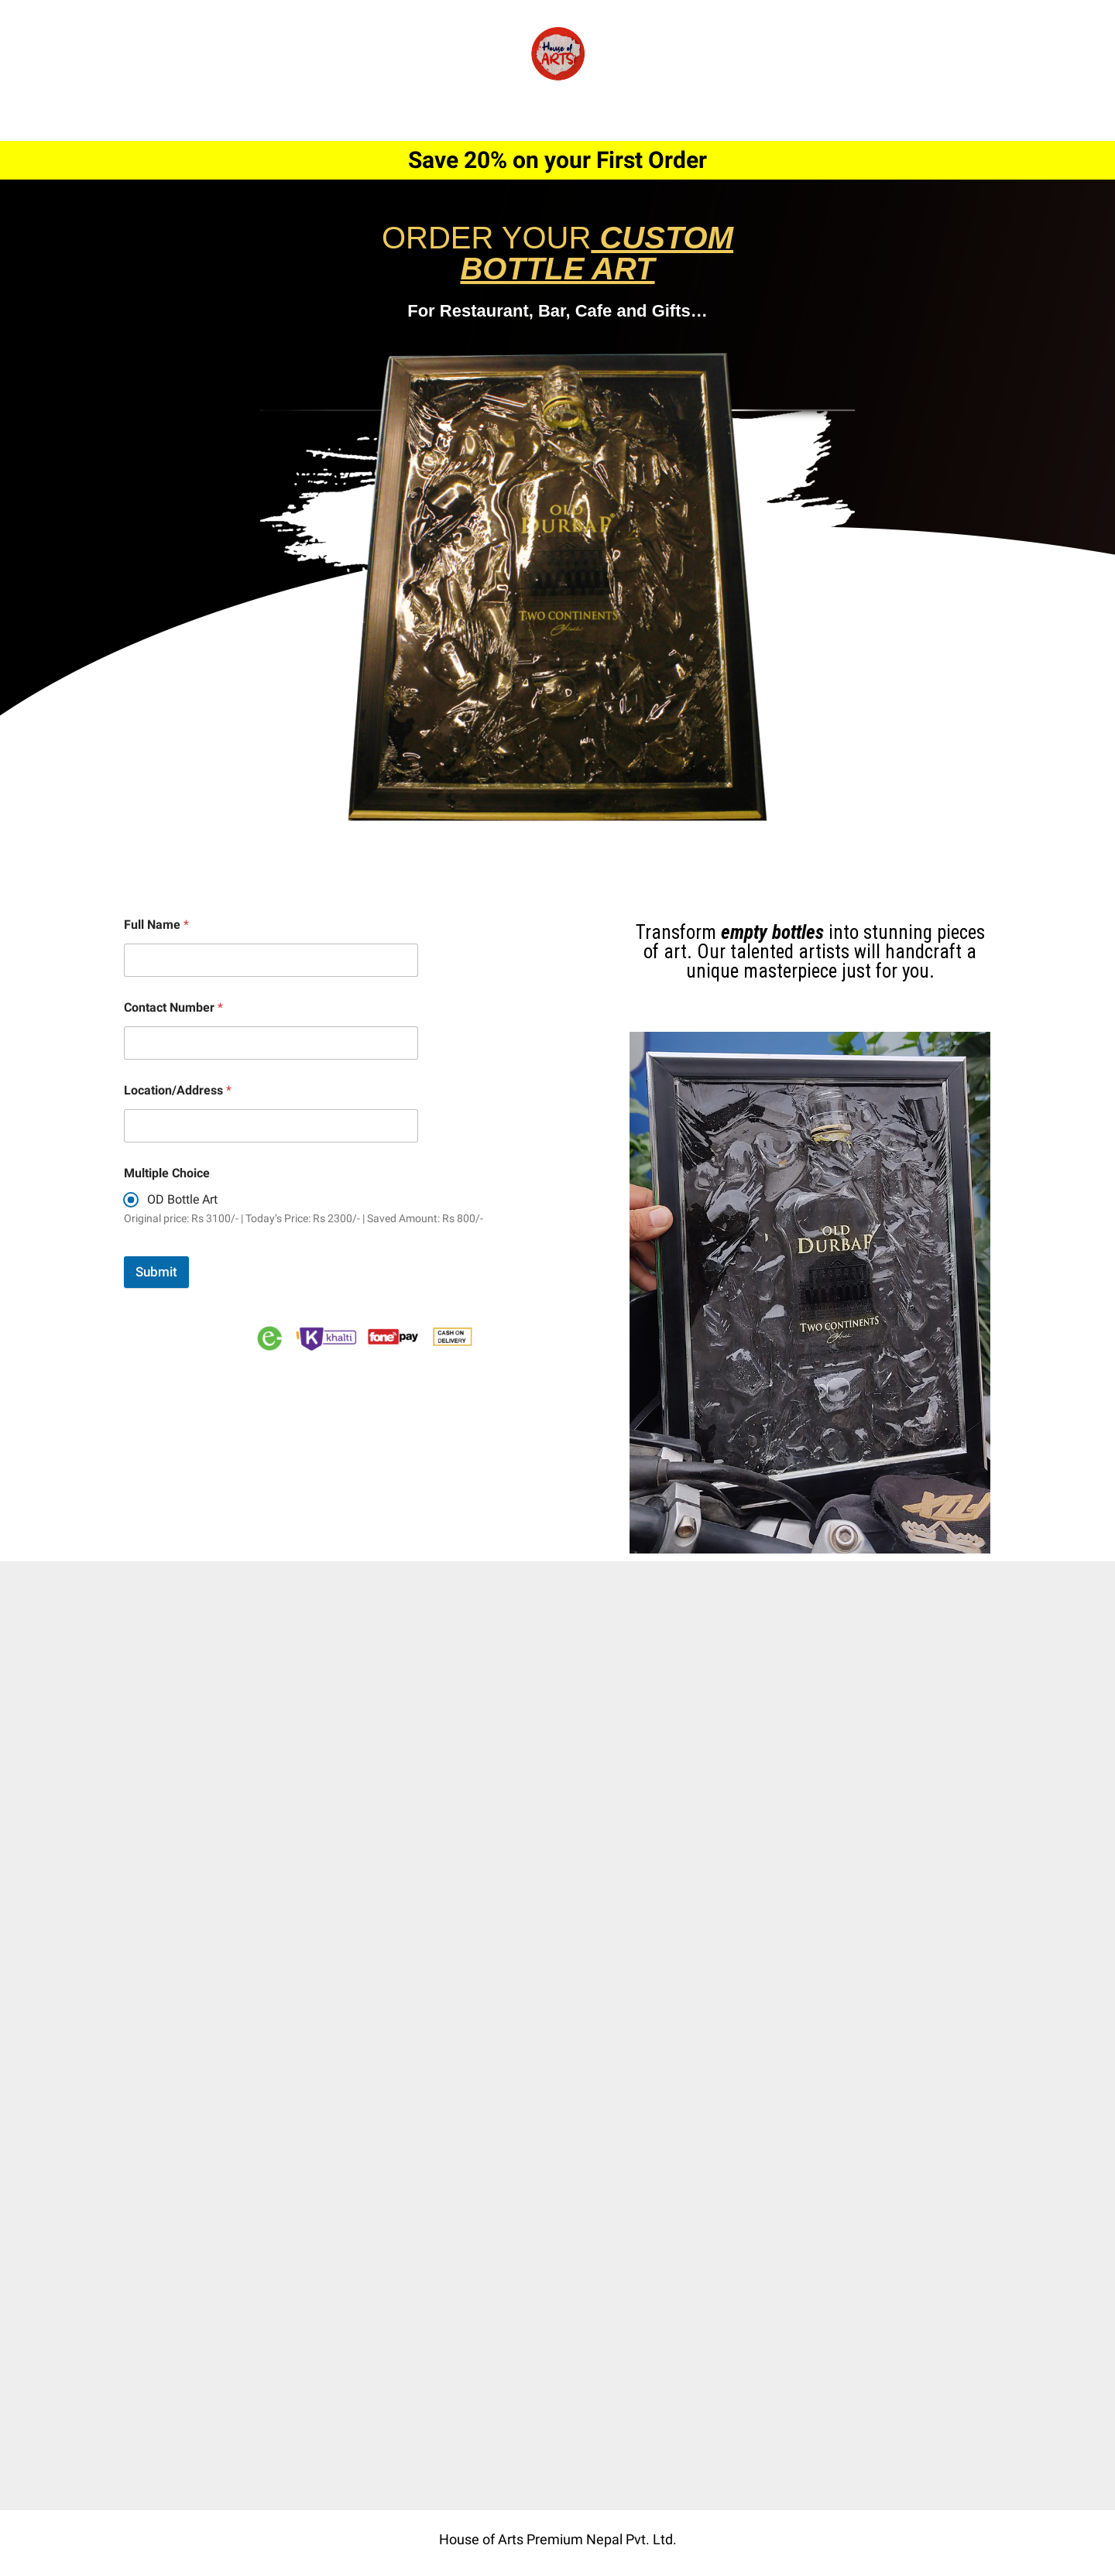 House of
ARTS
Save 20% on your First Order
ORDER YOUR CUSTOM
BOTTLE ART
For Restaurant, Bar, Cafe and Gifts...
OLD
DURBAR
TWO CONTINENTS
Full Name *
Contact Number *
Location/Address *
Multiple Choice
OD Bottle Art
Original price: Rs 3100/- | Today's Price: Rs 2300/- | Saved Amount: Rs 800/-
Submit
e
K khalti
fonepay
CASH ON
DELIVERY
Transform empty bottles into stunning pieces
of art. Our talented artists will handcraft a
unique masterpiece just for you.
OLD
DURBAR
TWO CONTINENTS
FOX
House of Arts Premium Nepal Pvt. Ltd.